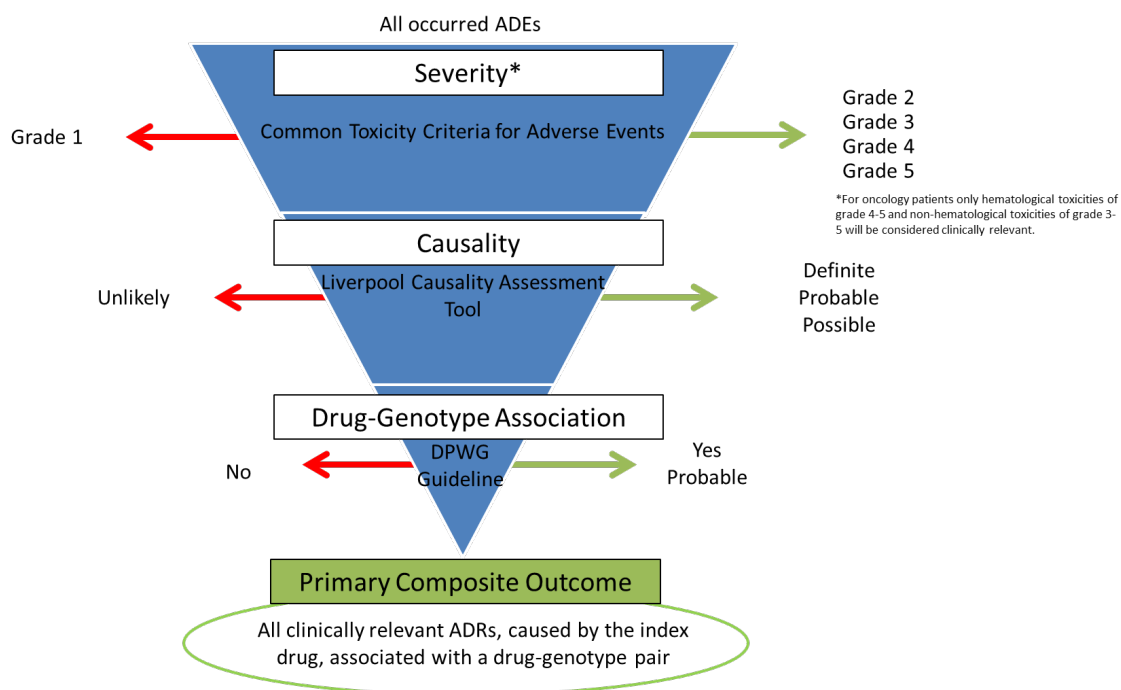 All occurred ADEs
Severity*
Grade 1
Common Toxicity Criteria for Adverse Events
Grade 2
Grade 3
Grade 4
Grade 5
*For oncology patients only hematological toxicities of
grade 4-5 and non-hematological toxicities of grade 3-
5 will be considered clinically relevant.
Causality
Unlikely
Liverpool Causality Assessment
Tool
Definite
Probable
Possible
Drug-Genotype Association
No
DPWG
Guideline
Yes
Probable
Primary Composite Outcome
All clinically relevant ADRs, caused by the index
drug, associated with a drug-genotype pair